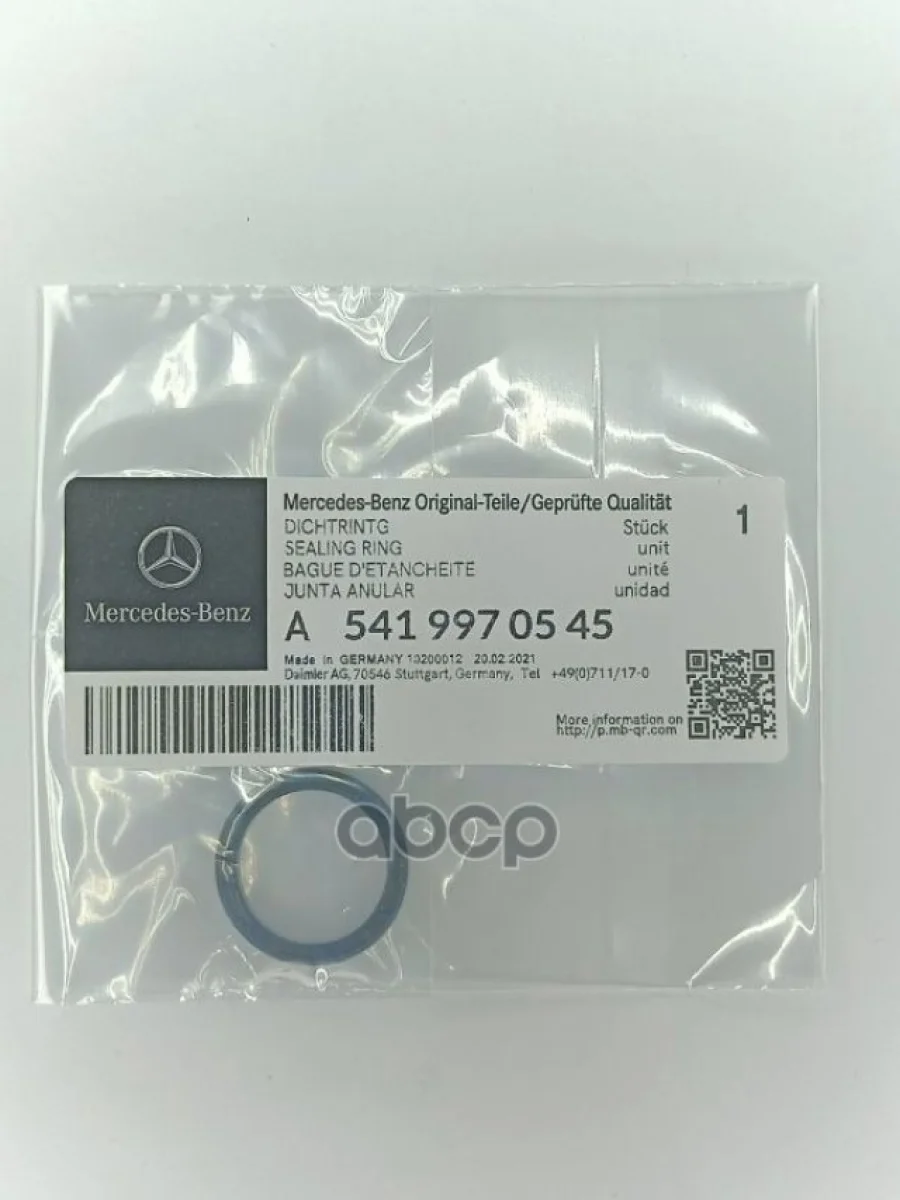 Mercedes-Benz Original-Teile/Geprüfte Qualität 1
DICHTRINTG Stück
SEALING RING unit
BAGUE D'ETANCHEITE unité
JUNTA ANULAR unidad
Mercedes-Benz
A 541 997 05 45
Made in GERMANY 10200012 20.02.2021
Daimler AG, 70546 Stuttgart, Germany, Tel +49(0)711/17-0
More information on
http://p.mb-qr.com
abcp